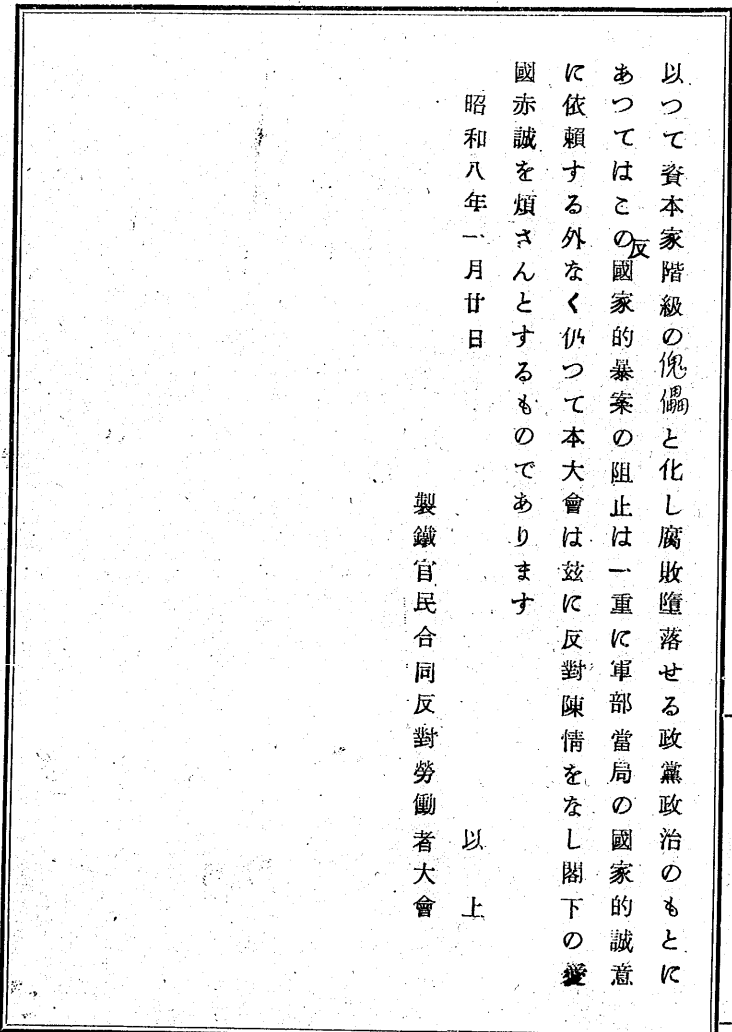 以つて資本家階級の傀儡と化し腐敗墮落せる政黨政治のもとに
あつてはこの反國家的暴案の阻止は一重に軍部當局の國家的誠意
に依賴する外なく仍つて本大會は玆に反對陳情をなし閣下の愛
國赤誠を煩さんとするものであります
昭和八年一月廿日
以上
製鐵官民合同反對勞働者大會